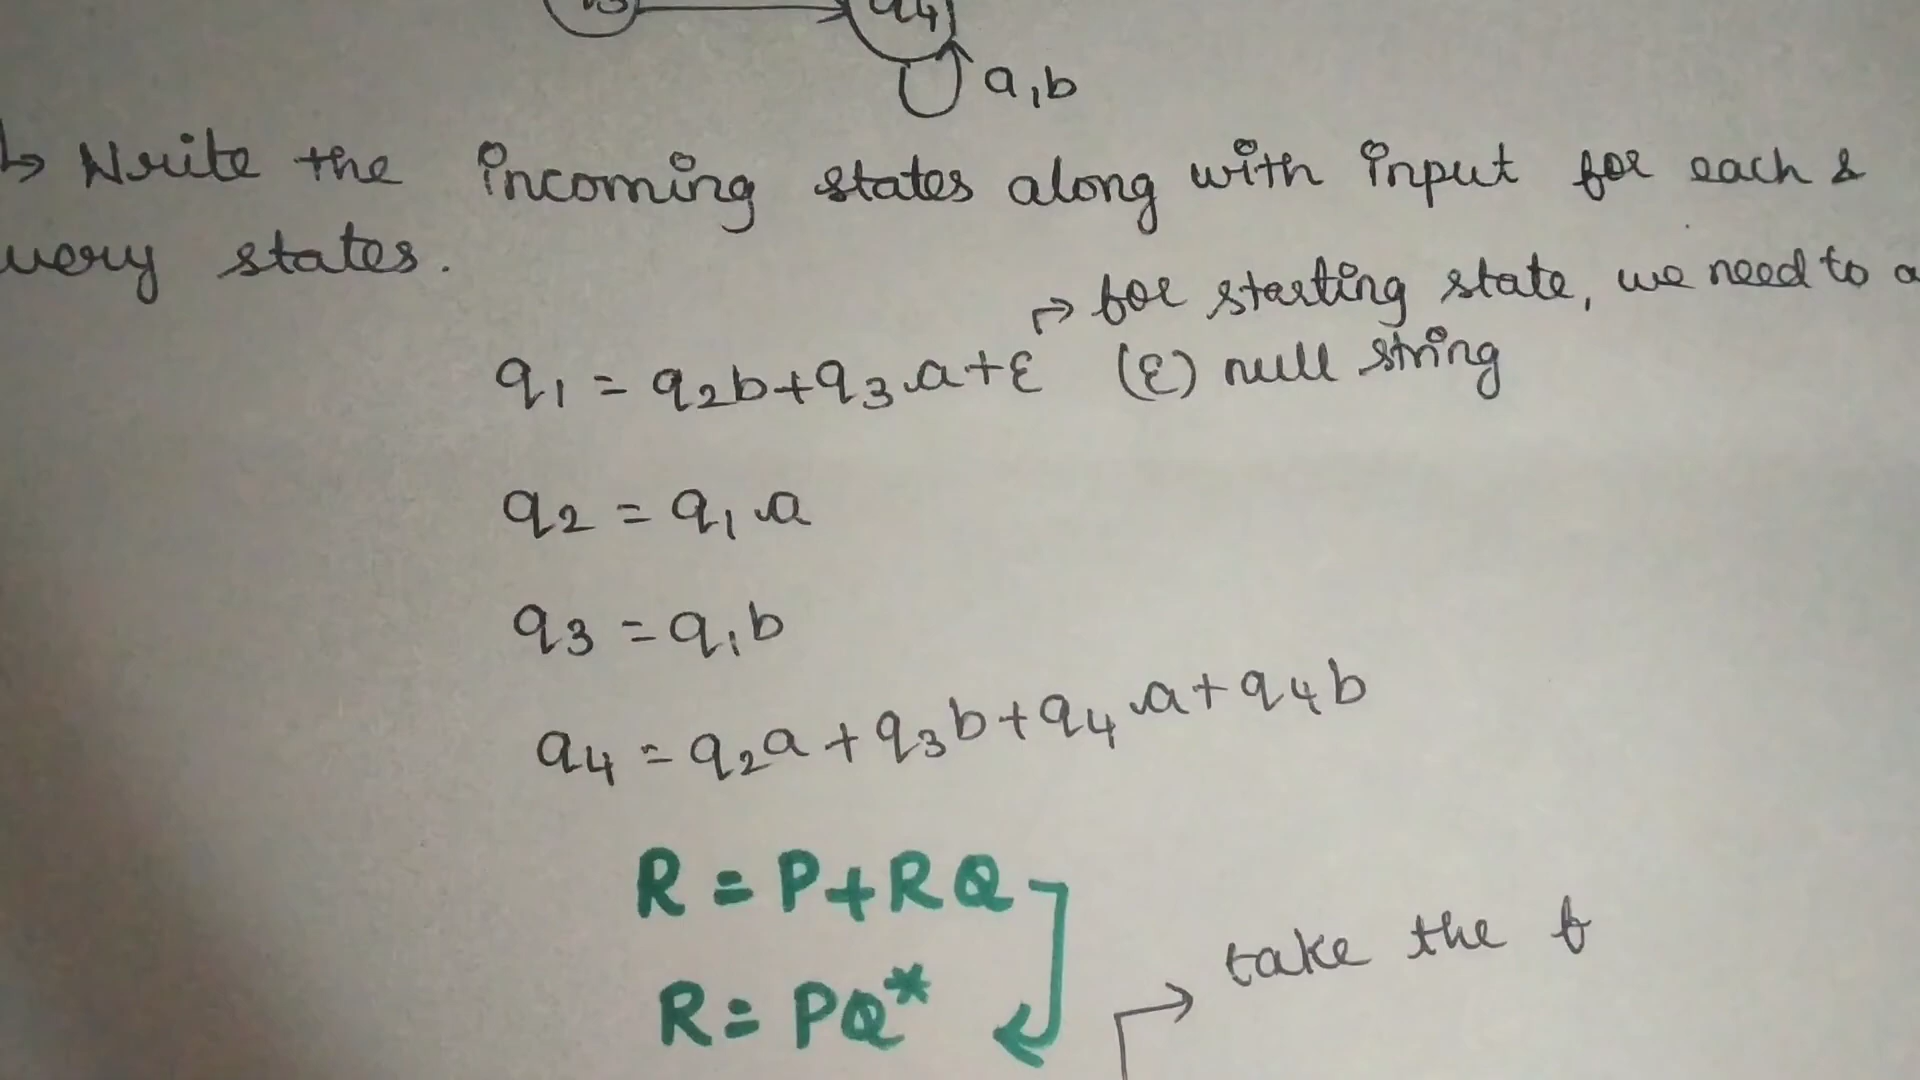 q4
a,b
↳ Write the incoming states along with input for each &
very states.
↱> for starting state, we need to a
q1 = q2b+q3a+ε (ε) null string
q2 = q1a
q3 = q1b
q4 = q2a+q3b+q4a+q4b
R = P+RQ
take the f
R = PQ*